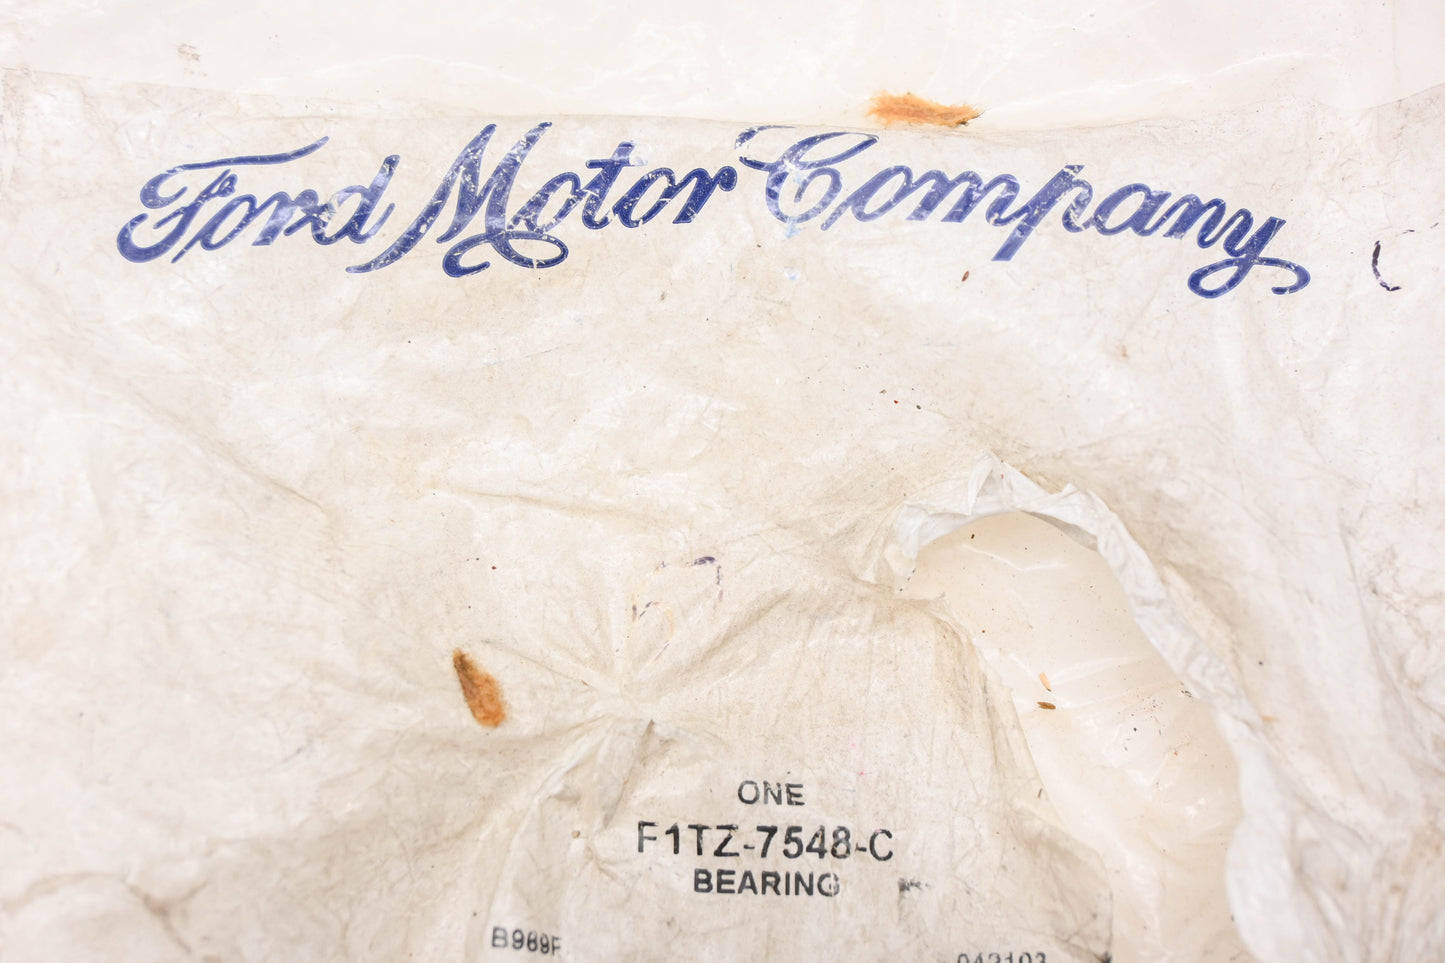 Ford Motor Company
ONE
F1TZ-7548-C
BEARING